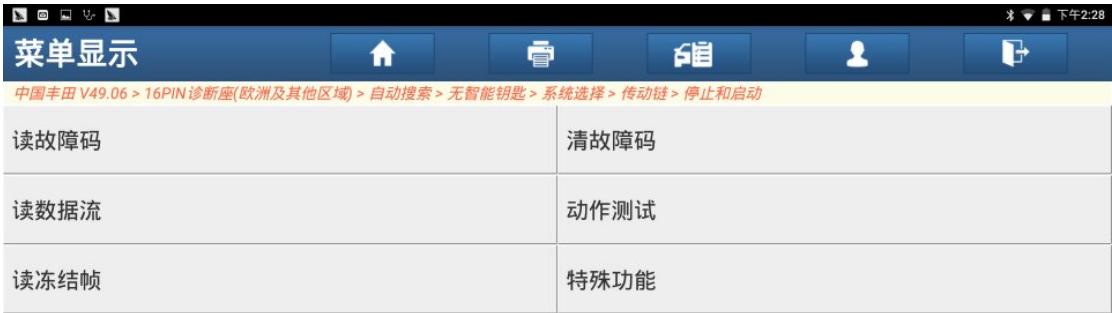 下午2:28
菜单显示
中国丰田 V49.06 > 16PIN诊断座(欧洲及其他区域) > 自动搜索 > 无智能钥匙 > 系统选择 > 传动链 > 停止和启动
读故障码
清故障码
读数据流
动作测试
读冻结帧
特殊功能